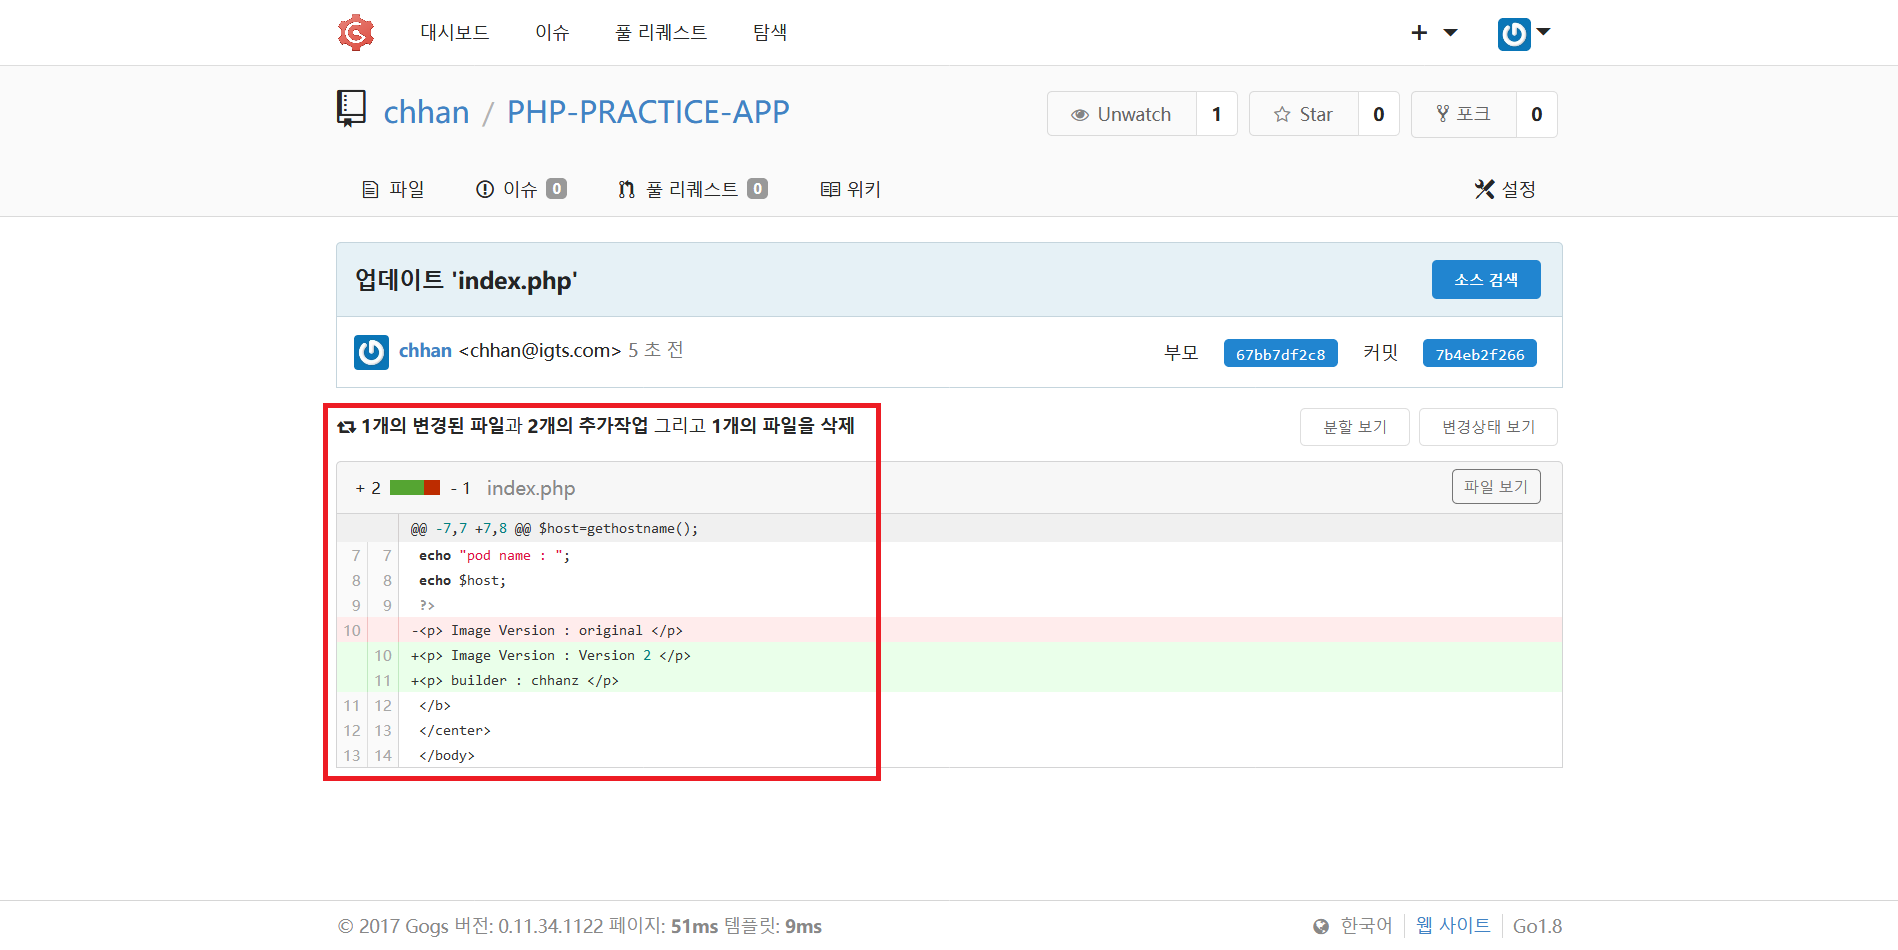 대시보드 이슈 풀 리퀘스트 탐색
chhan / PHP-PRACTICE-APP
Unwatch 1 Star 0 포크 0
파일 이슈 0 풀 리퀘스트 0 위키 설정
업데이트 'index.php' 소스 검색
chhan <chhan@igts.com> 5 초 전 부모 67bb7df2c8 커밋 7b4eb2f266
1개의 변경된 파일과 2개의 추가작업 그리고 1개의 파일을 삭제 분할 보기 변경상태 보기
+ 2 - 1 index.php 파일 보기
@@ -7,7 +7,8 @@ $host=gethostname();
7 7 echo "pod name : ";
8 8 echo $host;
9 9 ?>
10 -<p> Image Version : original </p>
10 +<p> Image Version : Version 2 </p>
11 +<p> builder : chhanz </p>
11 12 </b>
12 13 </center>
13 14 </body>
© 2017 Gogs 버전: 0.11.34.1122 페이지: 51ms 템플릿: 9ms 한국어 웹 사이트 Go1.8